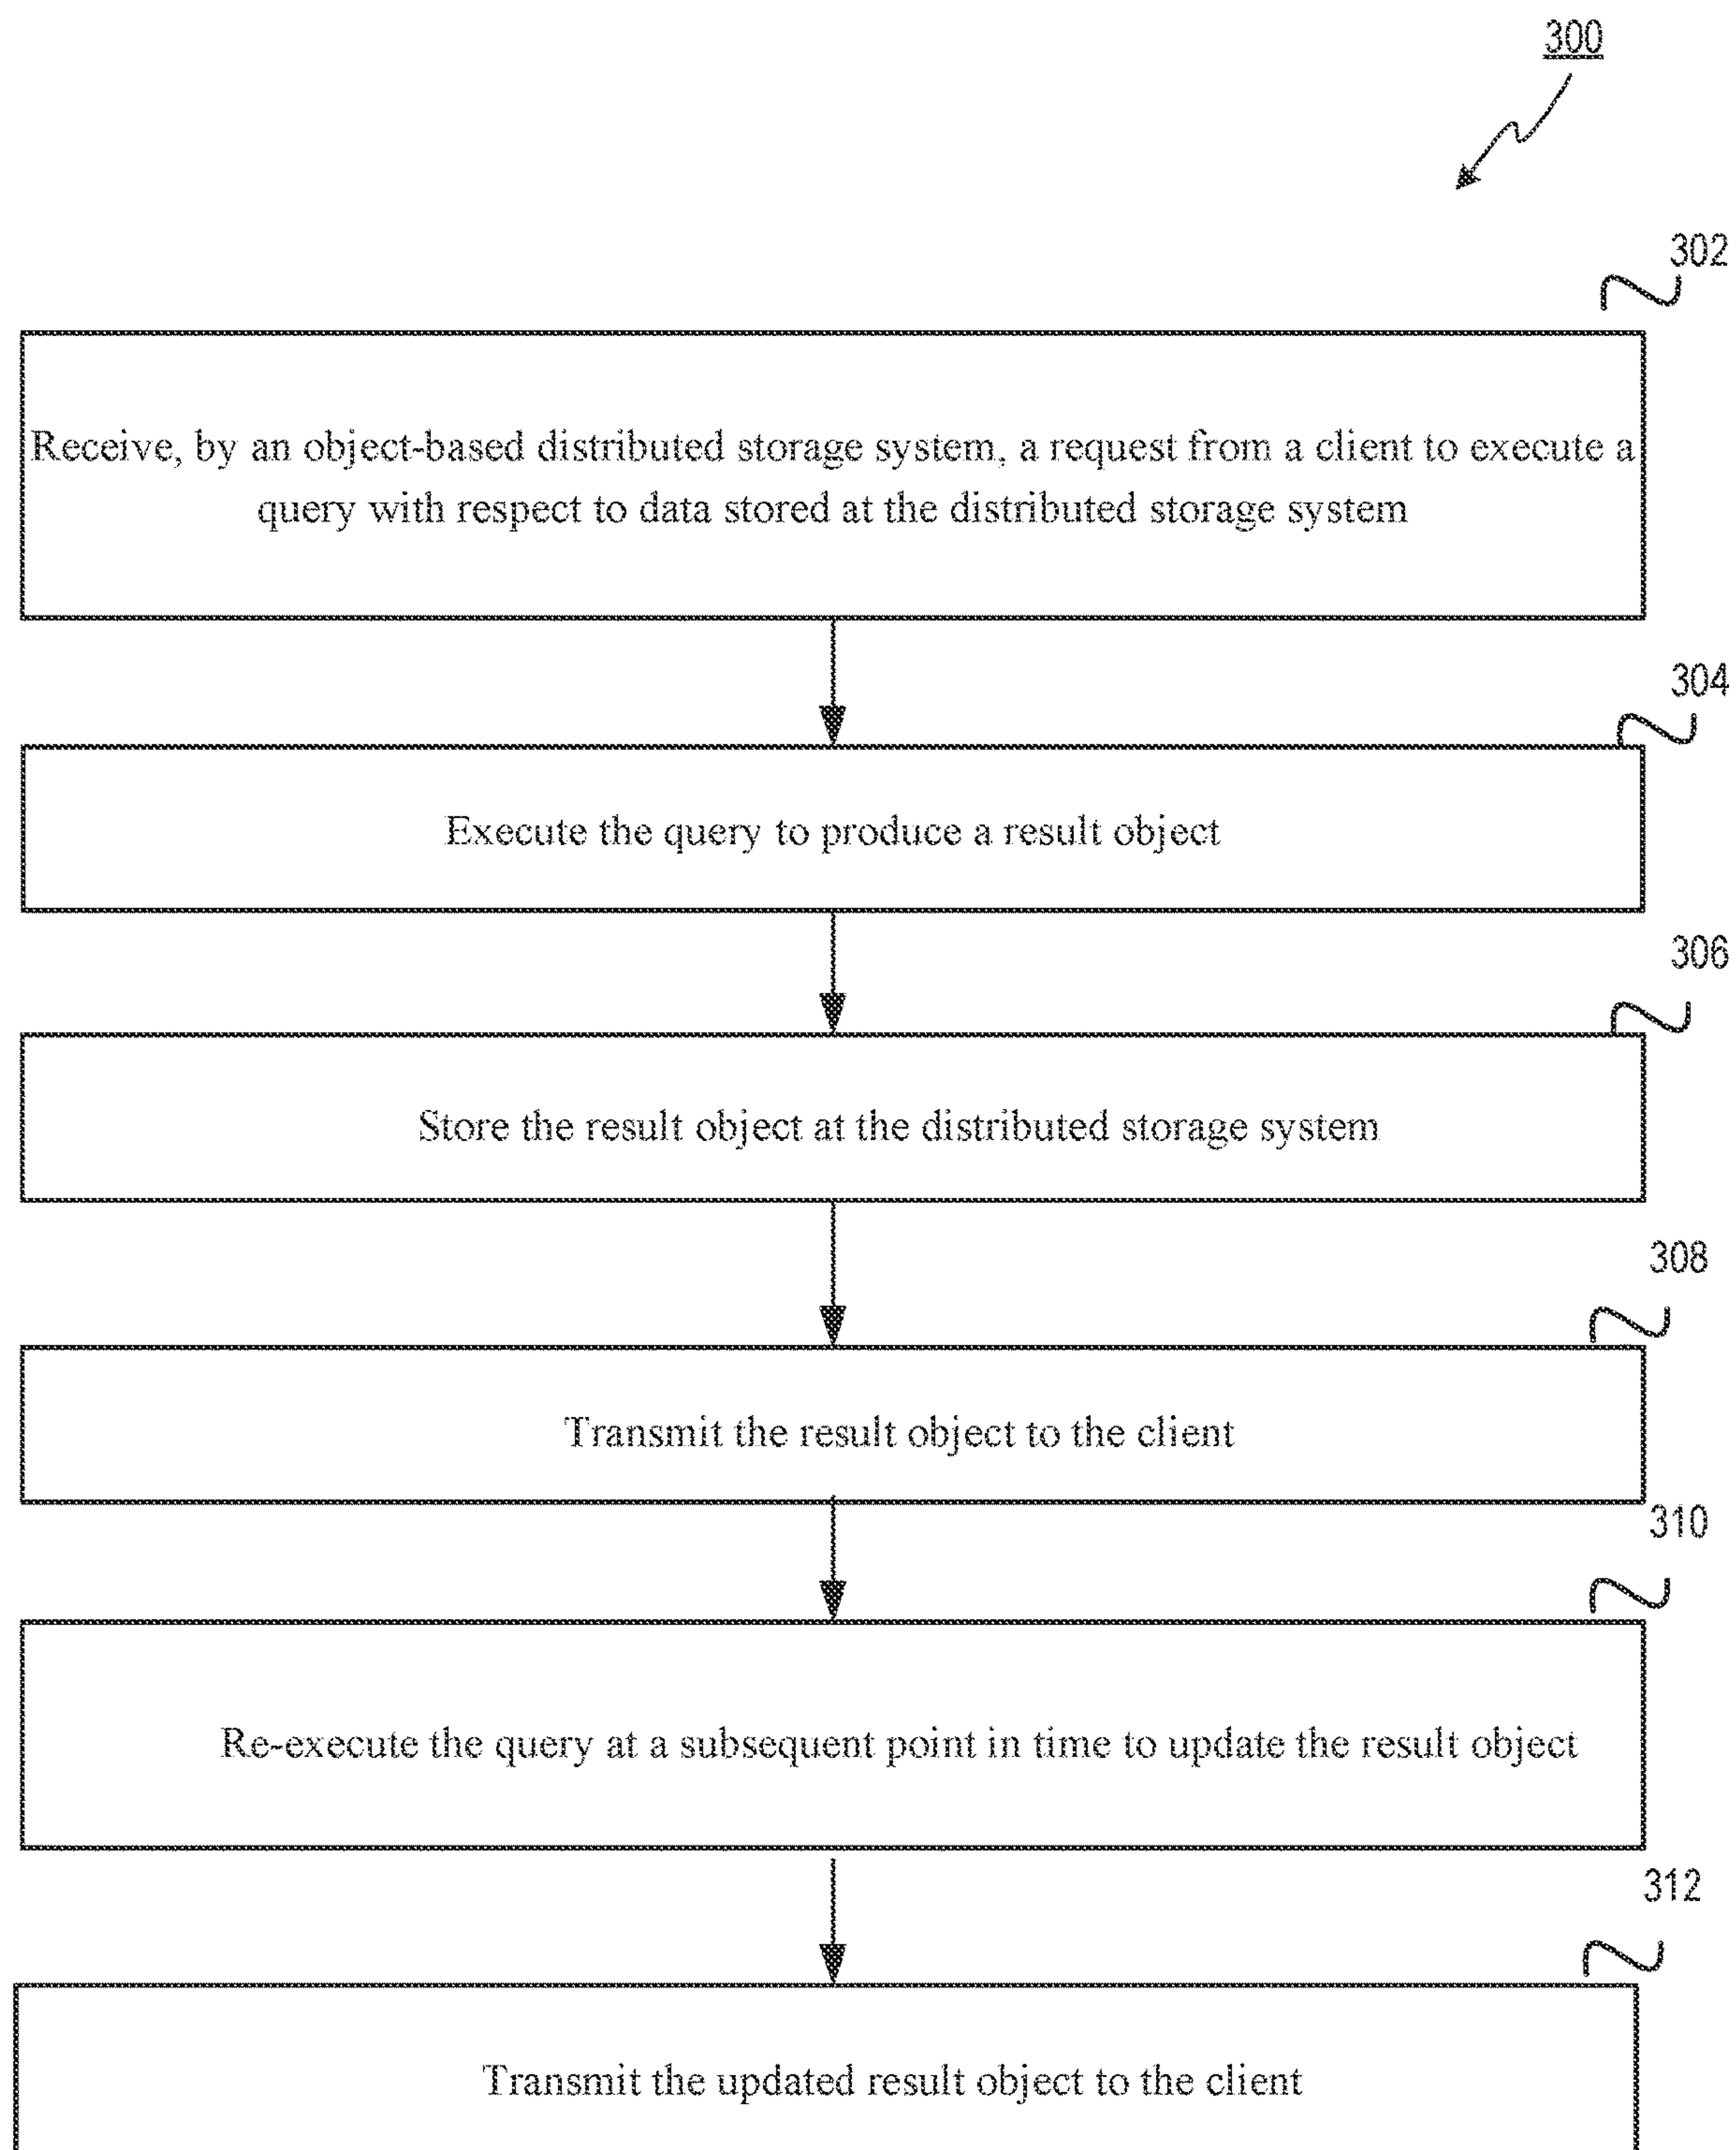 300
302
Receive, by an object-based distributed storage system, a request from a client to execute a
query with respect to data stored at the distributed storage system
304
Execute the query to produce a result object
306
Store the result object at the distributed storage system
308
Transmit the result object to the client
310
Re-execute the query at a subsequent point in time to update the result object
312
Transmit the updated result object to the client